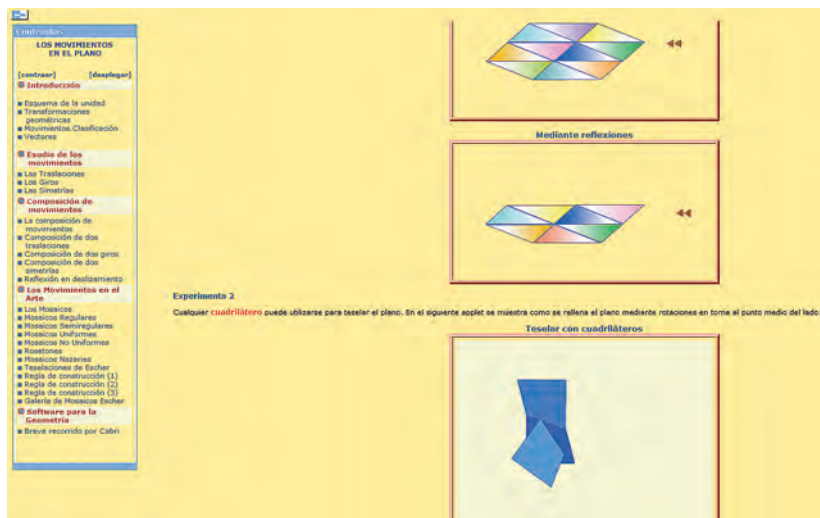 Contenidos
LOS MOVIMIENTOS
EN EL PLANO
[contraer] [desplegar]
Introducción
Esquema de la unidad
Transformaciones
geométricas
Movimientos.Clasificación
Vectores
Esudio de los
movimientos
Las Traslaciones
Los Giros
Las Simetrías
Composición de
movimientos
La composición de
movimientos
Composición de dos
traslaciones
Composición de dos giros
Composición de dos
simetrías
Reflexión en deslizamiento
Los Movimientos en el
Arte
Los Mosaicos
Mosaicos Regulares
Mosaicos Semiregulares
Mosaicos Uniformes
Mosaicos No Uniformes
Rosetones
Mosaicos Nazaríes
Teselaciones de Escher
Regla de construcción (1)
Regla de construcción (2)
Regla de construcción (3)
Galería de Mosaicos Escher
Software para la
Geometría
Breve recorrido por Cabri
Mediante reflexiones
Experimenta 2
Cualquier cuadrilátero puede utilizarse para teselar el plano. En el siguente applet se muestra como se rellena el plano mediante rotaciones en torno al punto medio del lado
Teselar con cuadriláteros